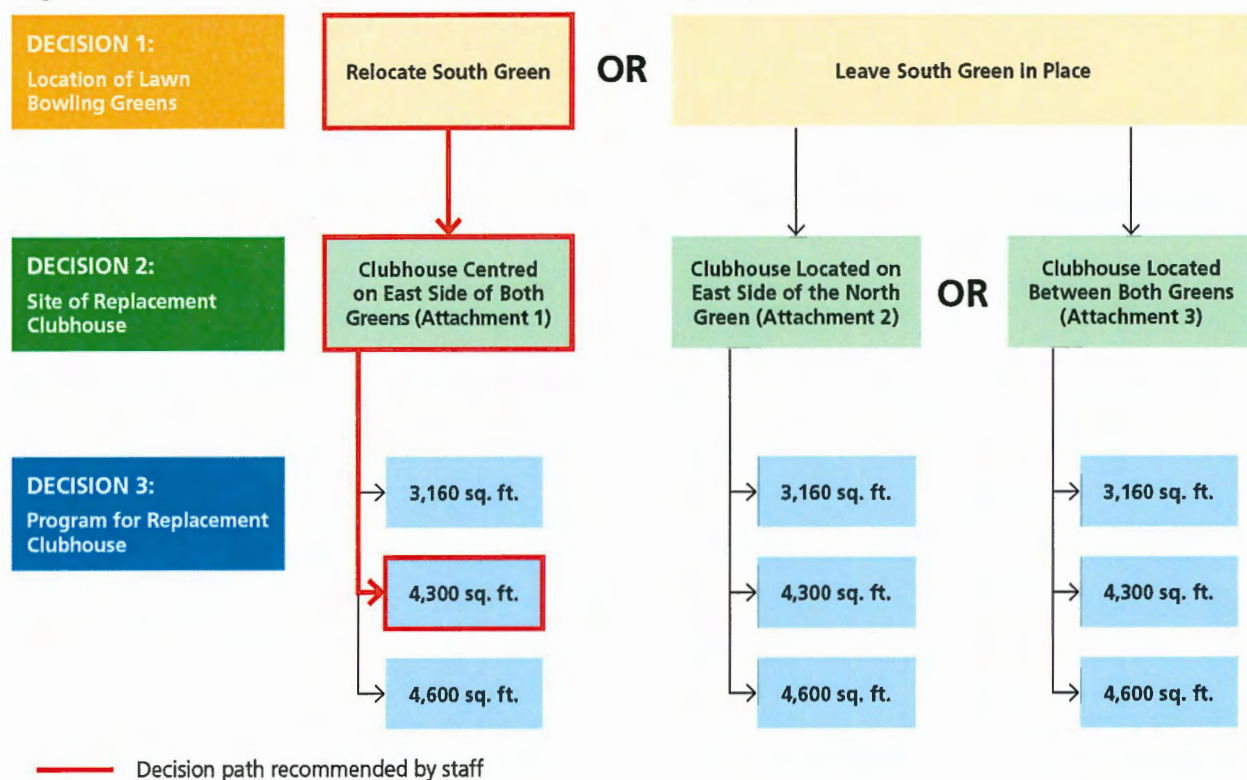 DECISION 1:
Location of Lawn
Bowling Greens
Relocate South Green
OR
Leave South Green in Place
DECISION 2:
Site of Replacement
Clubhouse
Clubhouse Centred
on East Side of Both
Greens (Attachment 1)
Clubhouse Located on
East Side of the North
Green (Attachment 2)
OR
Clubhouse Located
Between Both Greens
(Attachment 3)
DECISION 3:
Program for Replacement
Clubhouse
3,160 sq. ft.
4,300 sq. ft.
4,600 sq. ft.
3,160 sq. ft.
4,300 sq. ft.
4,600 sq. ft.
3,160 sq. ft.
4,300 sq. ft.
4,600 sq. ft.
Decision path recommended by staff